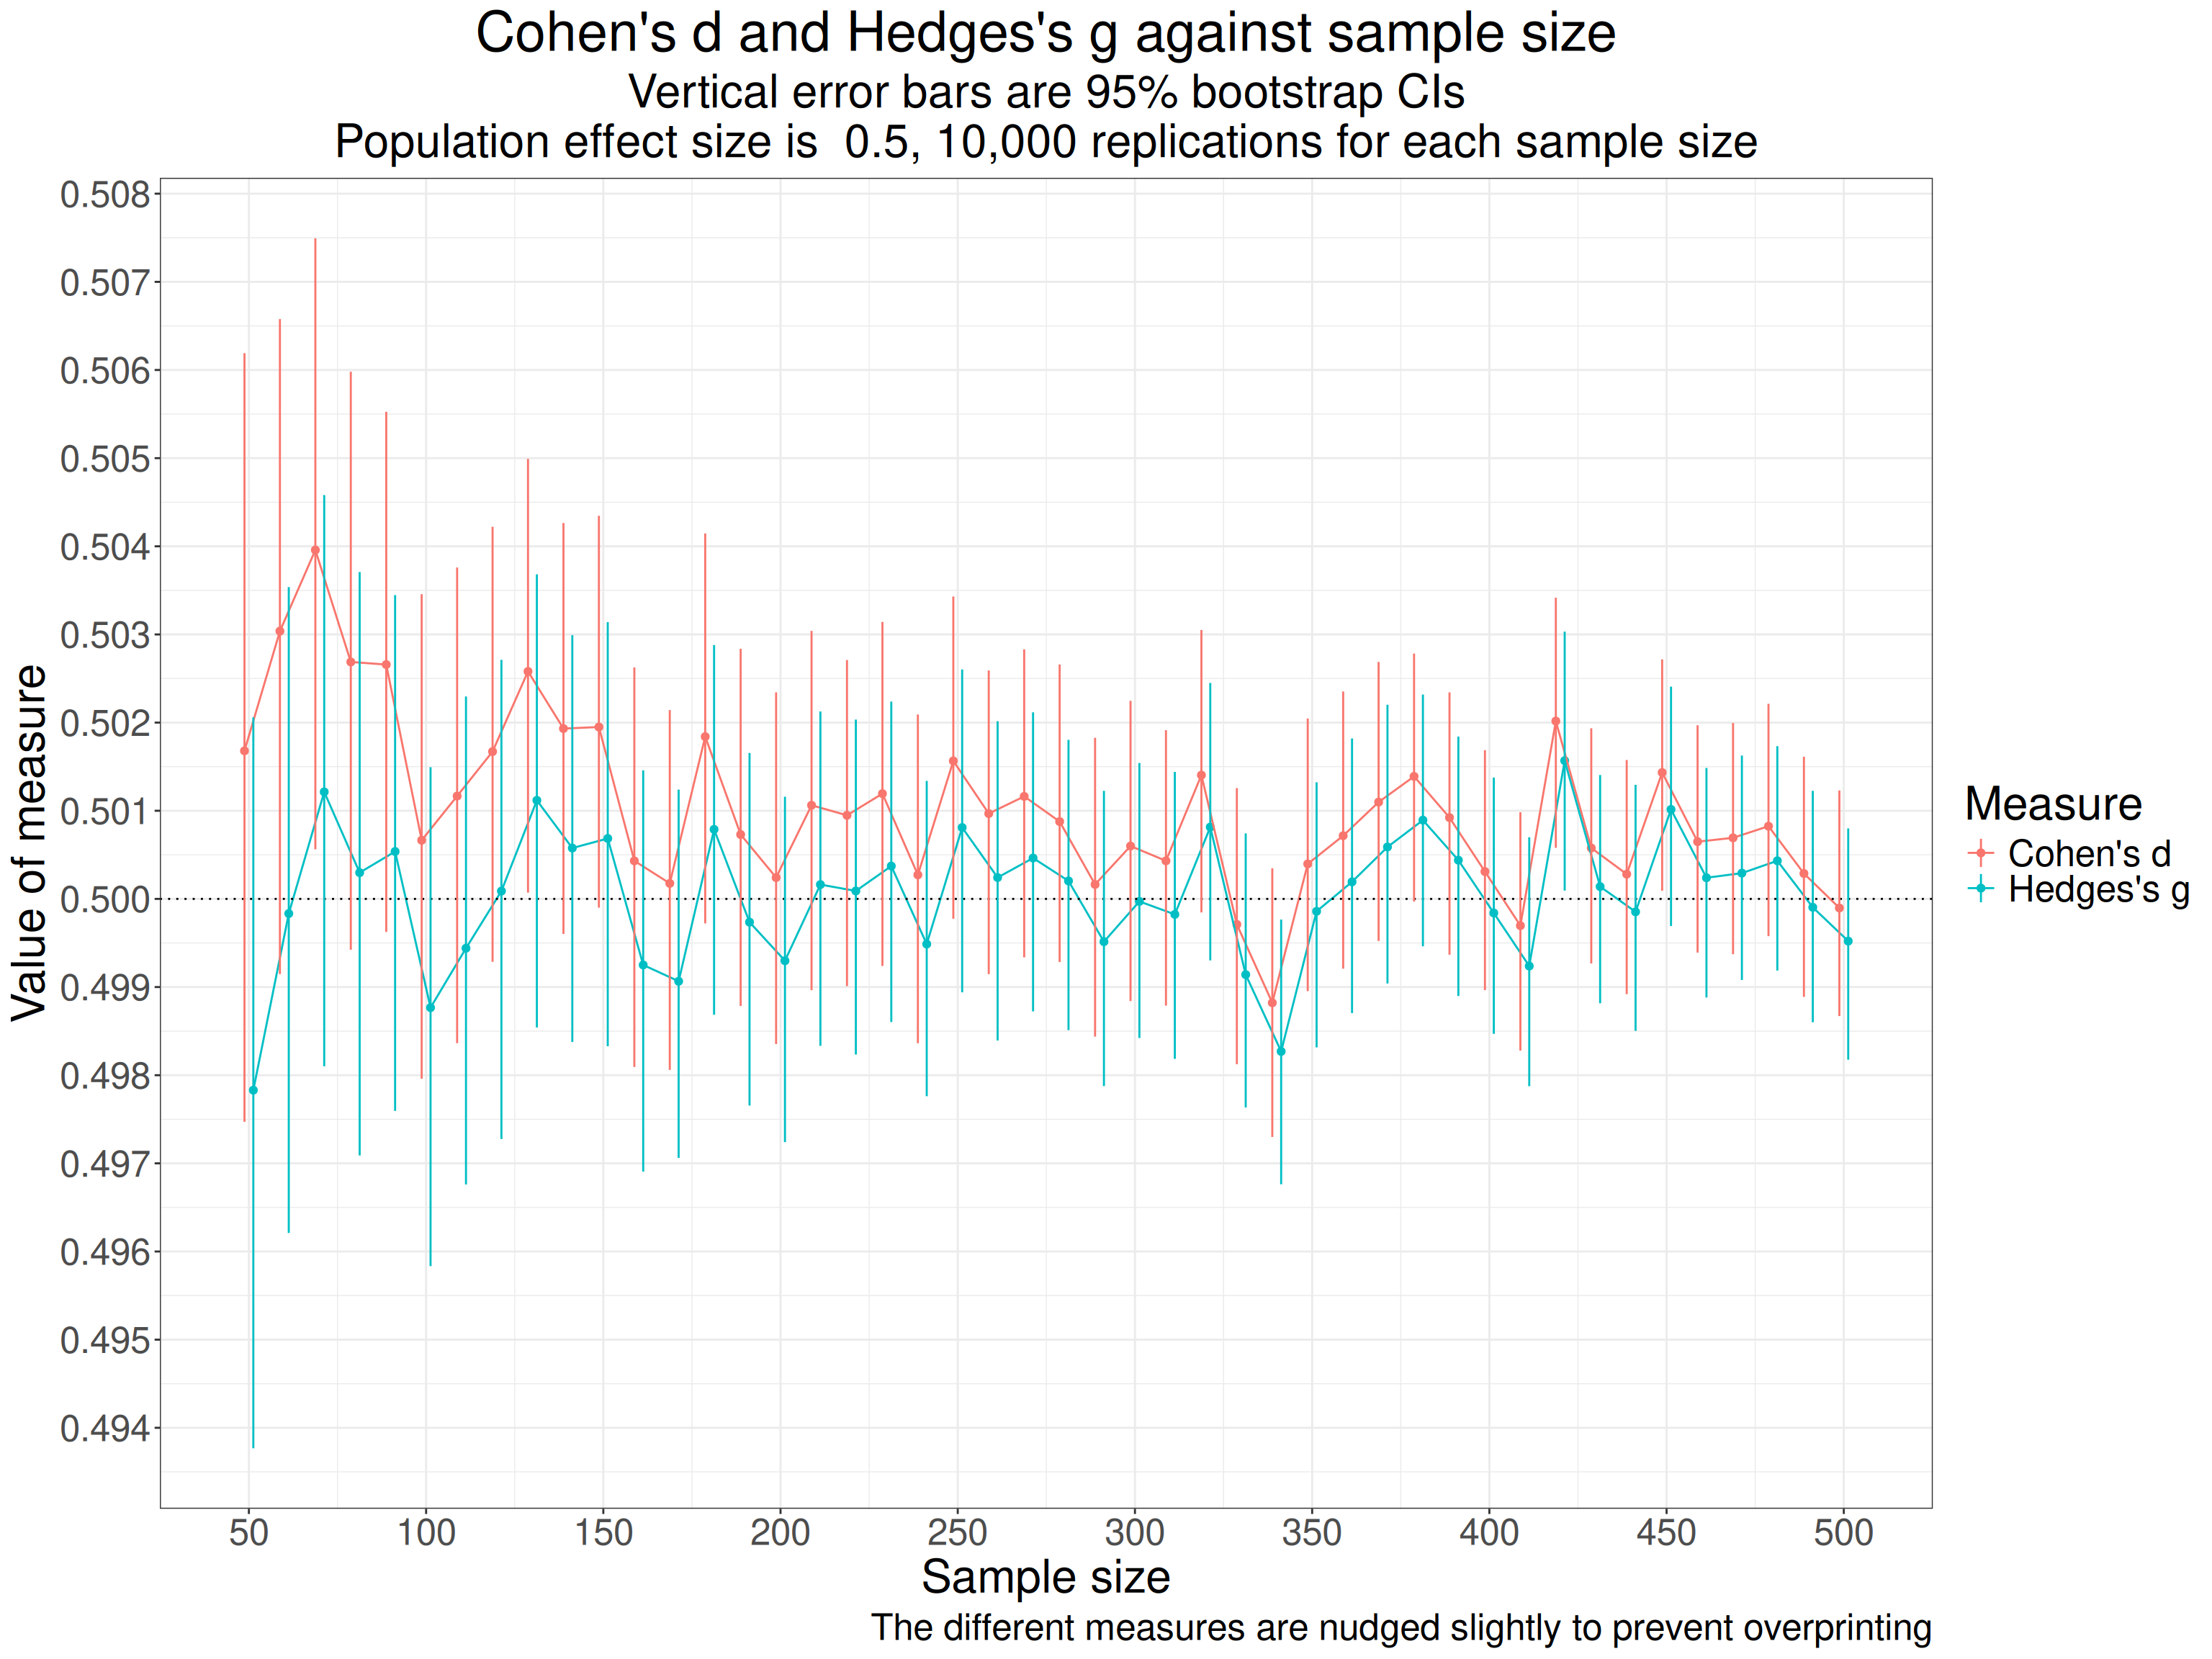 Cohen's d and Hedges's g against sample size
Vertical error bars are 95% bootstrap CIs
Population effect size is  0.5, 10,000 replications for each sample size
Value of measure
0.508
0.507
0.506
0.505
0.504
0.503
0.502
0.501
0.500
0.499
0.498
0.497
0.496
0.495
0.494
50 100 150 200 250 300 350 400 450 500
Sample size
Measure
Cohen's d
Hedges's g
The different measures are nudged slightly to prevent overprinting